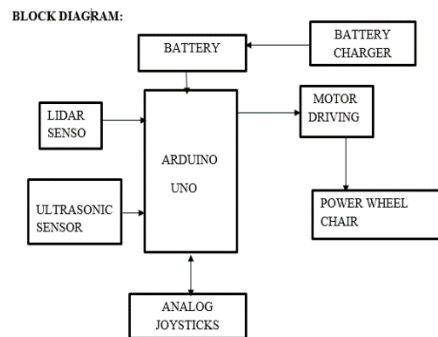 BLOCK DIAGRAM:
BATTERY
BATTERY
CHARGER
LIDAR
SENSO
ARDUINO
UNO
MOTOR
DRIVING
ULTRASONIC
SENSOR
POWER WHEEL
CHAIR
ANALOG
JOYSTICKS